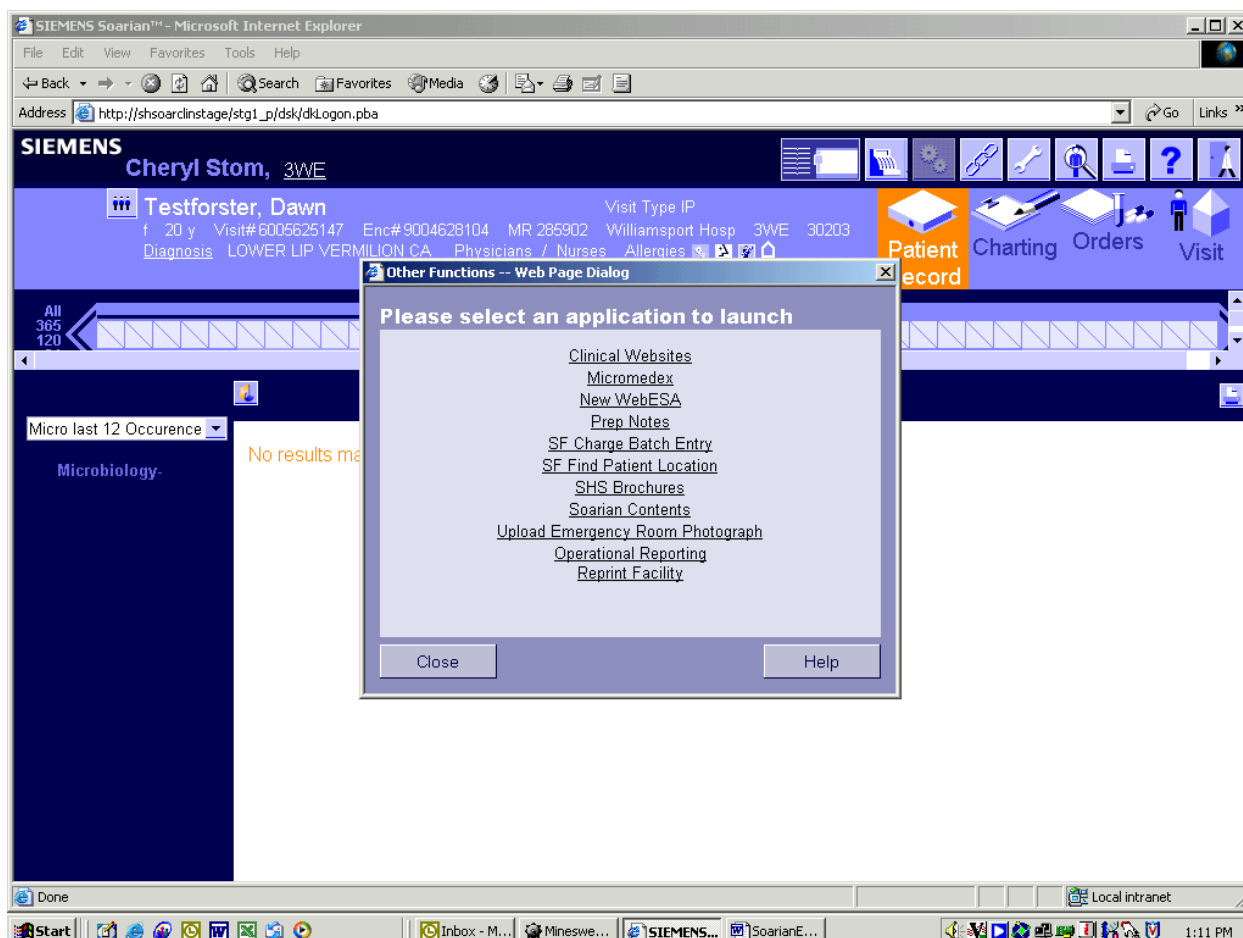 SIEMENS Soarian™ - Microsoft Internet Explorer
File Edit View Favorites Tools Help
Back Search Favorites Media
Address http://shsoarclinstage/stg1_p/dsk/dkLogon.pba Go Links »
SIEMENS
Cheryl Stom, 3WE
Testforster, Dawn Visit Type IP
f 20 y Visit# 6005625147 Enc# 9004628104 MR 285902 Williamsport Hosp 3WE 30203
Diagnosis LOWER LIP VERMILION CA Physicians / Nurses Allergies
Patient Record
Charting
Orders
Visit
All
365
120
Other Functions -- Web Page Dialog
Please select an application to launch
Clinical Websites
Micromedex
New WebESA
Prep Notes
SF Charge Batch Entry
SF Find Patient Location
SHS Brochures
Soarian Contents
Upload Emergency Room Photograph
Operational Reporting
Reprint Facility
Close Help
Micro last 12 Occurence
No results ma
Microbiology-
Done Local intranet
Start Inbox - M... Mineswe... SIEMENS... SoarianE... 1:11 PM